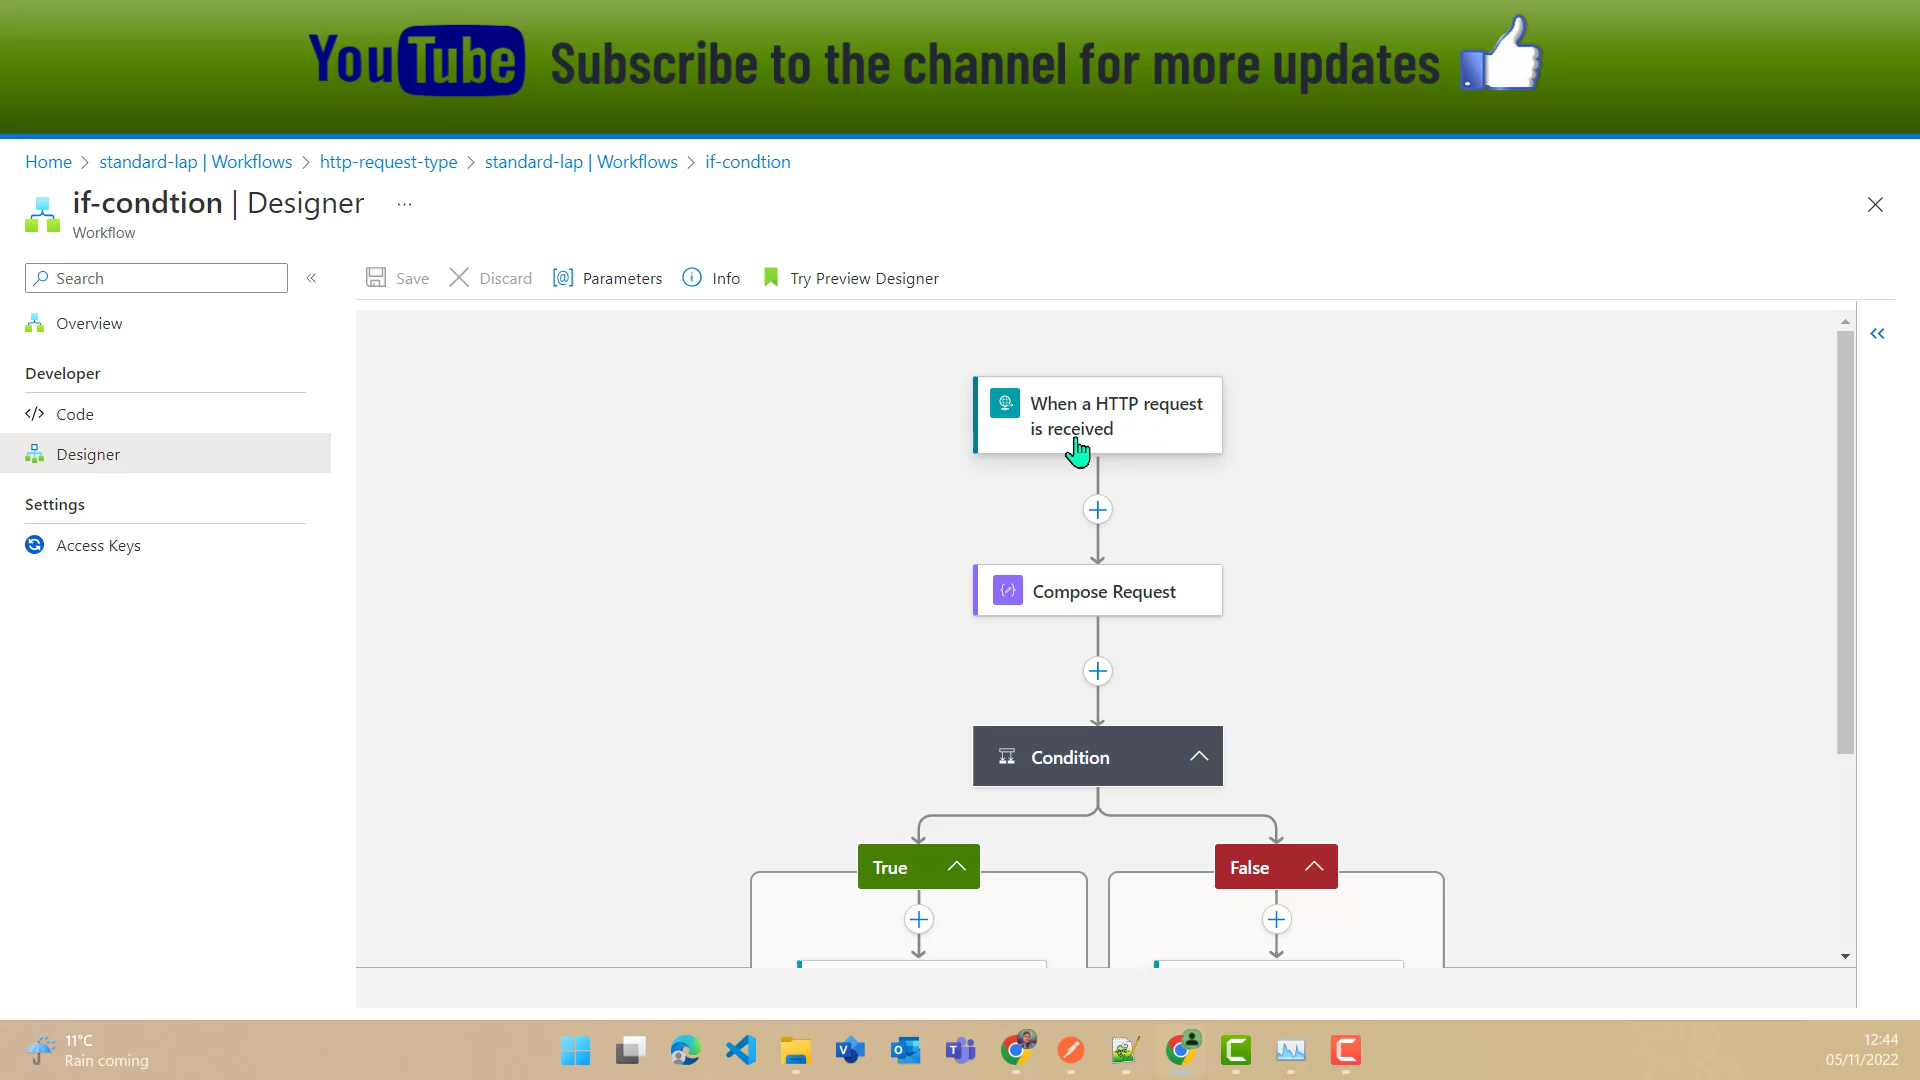 YouTube Subscribe to the channel for more updates
Home > standard-lap | Workflows > http-request-type > standard-lap | Workflows > if-condtion
if-condtion | Designer ...
Workflow
Search
«
Save
Discard
[@] Parameters
Info
Try Preview Designer
Overview
Developer
</> Code
Designer
Settings
Access Keys
«
When a HTTP request
is received
Compose Request
Condition
True
False
11°C
Rain coming
12:44
05/11/2022